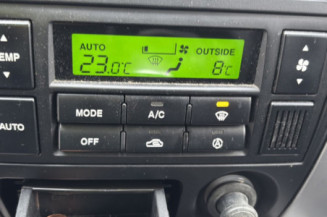 AUTO OUTSIDE
23.0°C 8°C
TEMP
MODE A/C
AUTO
OFF